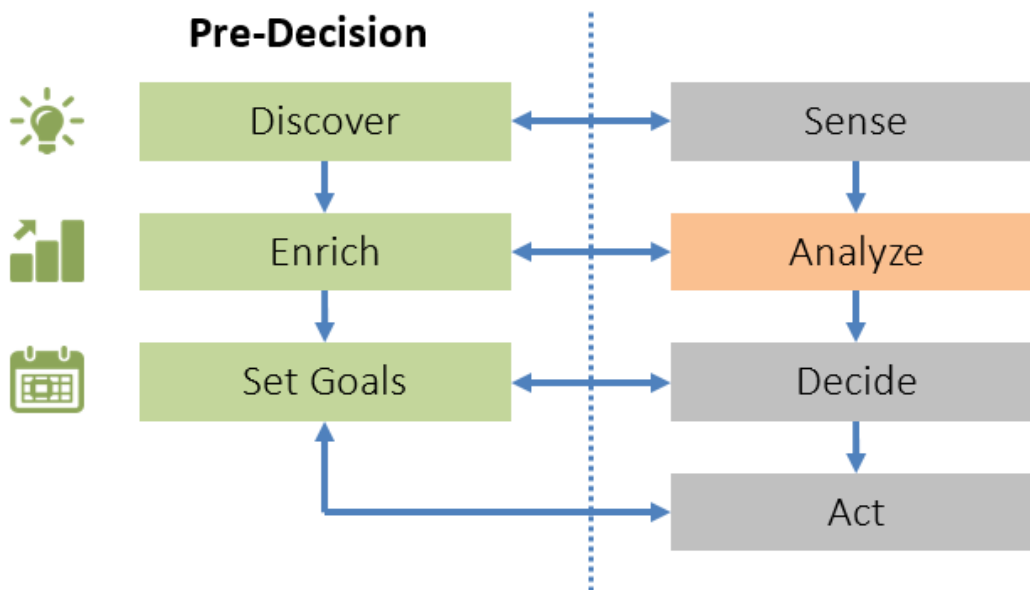 Pre-Decision
Discover
Sense
Enrich
Analyze
Set Goals
Decide
Act